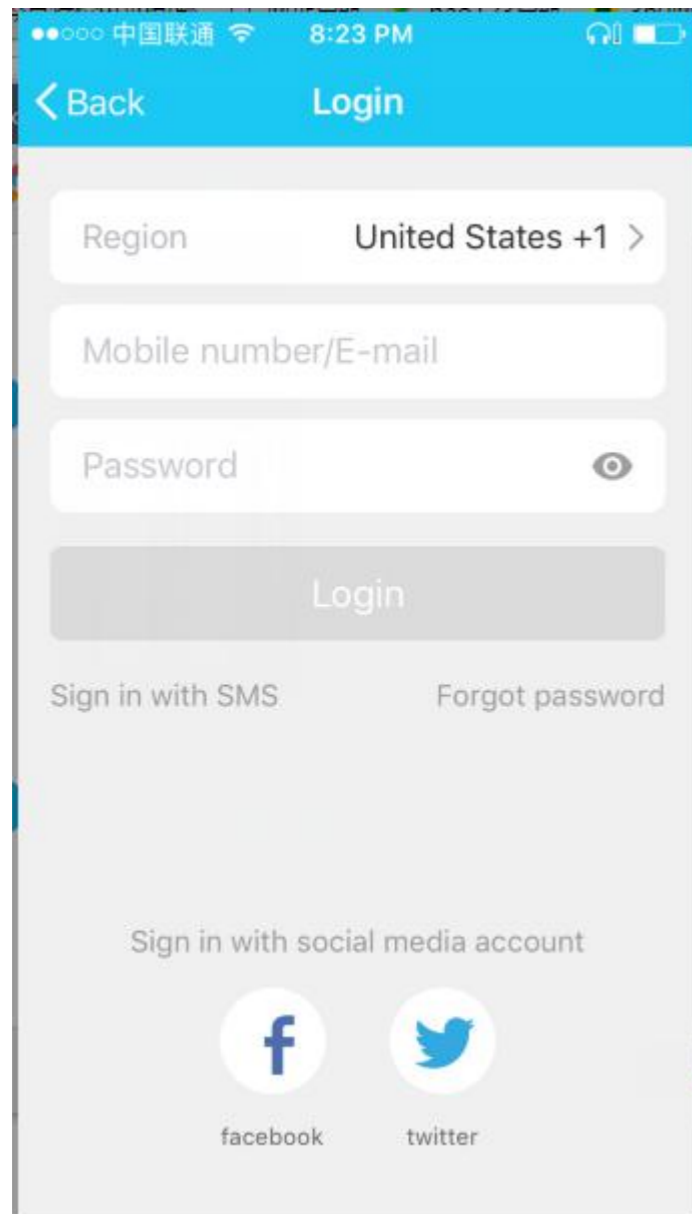 中国联通 8:23 PM
Back Login
Region United States +1
Mobile number/E-mail
Password
Login
Sign in with SMS Forgot password
Sign in with social media account
facebook twitter